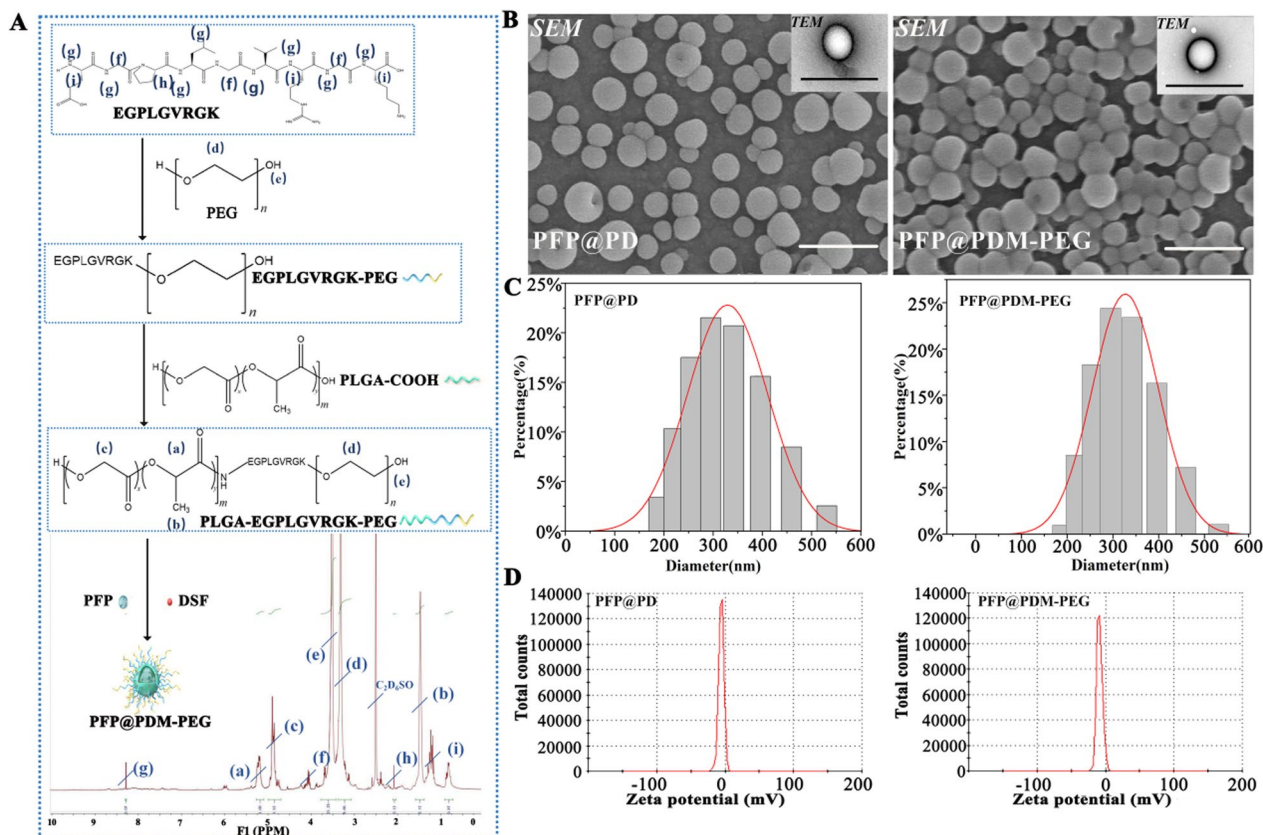 A
(g)
(g) (f) (g) (g) (f) (g)
(i) (h) (f) (i) (i)
(g) (g) (g) (g)
EGPLGVRGK
(d)
H
O
OH
(e)
n
PEG
EGPLGVRGK
O
OH
n
EGPLGVRGK-PEG
H
O
O
O
O
x
CH₃
m
OH
PLGA-COOH
(c) (a) (d)
H
O
O
O
O
x
CH₃
m
N
H
EGPLGVRGK
O
OH
n
(e)
(b)
PLGA-EGPLGVRGK-PEG
PFP
DSF
PFP@PDM-PEG
(e)
(d)
C₂D₆SO
(b)
(c)
(g)
(a)
(f)
(h)
(i)
10 9 8 7 6 5 4 3 2 1 0
F1 (PPM)
B
SEM
TEM
PFP@PD
SEM
TEM
PFP@PDM-PEG
C
PFP@PD
Percentage(%)
25%
20%
15%
10%
5%
0%
0 100 200 300 400 500 600
Diameter(nm)
PFP@PDM-PEG
Percentage(%)
25%
20%
15%
10%
5%
0%
0 200 400 600
Diameter(nm)
D
PFP@PD
Total counts
140000
120000
100000
80000
60000
40000
20000
0
-100 0 100 200
Zeta potential (mV)
PFP@PDM-PEG
Total counts
140000
120000
100000
80000
60000
40000
20000
0
-100 0 100 200
Zeta potential (mV)